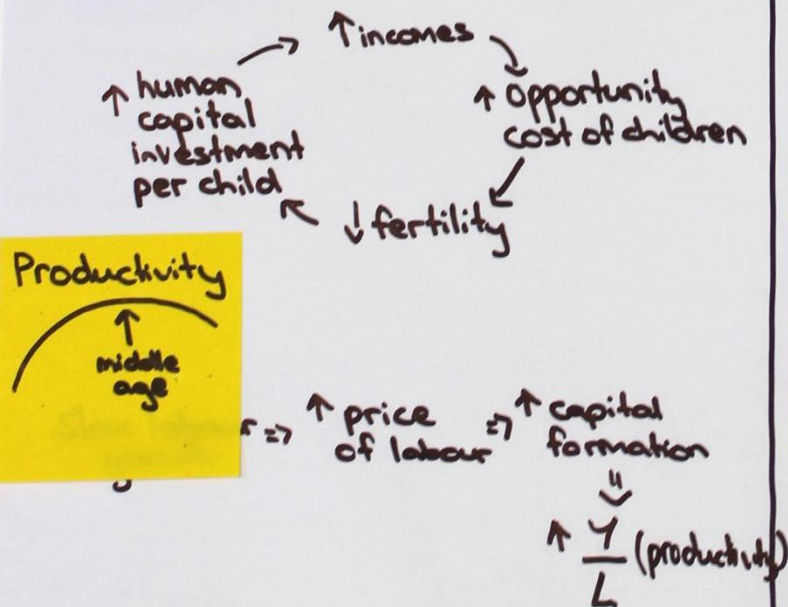 ↑ incomes
↑ human
capital
investment
per child
↑ opportunity
cost of children
↓ fertility
Productivity
↑
middle
age
=> ↑ price
of labour
=> ↑ capital
formation
↑ Y
L
(productivity)